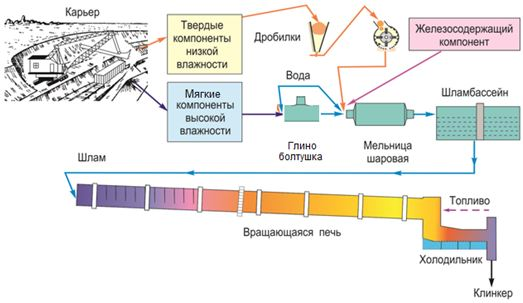 Карьер
Твердые
компоненты
низкой
влажности
Дробилки
Железосодержащий
компонент
Мягкие
компоненты
высокой
влажности
Вода
Глино
болтушка
Мельница
шаровая
Шламбассейн
Шлам
Вращающаяся печь
Топливо
Холодильник
Клинкер